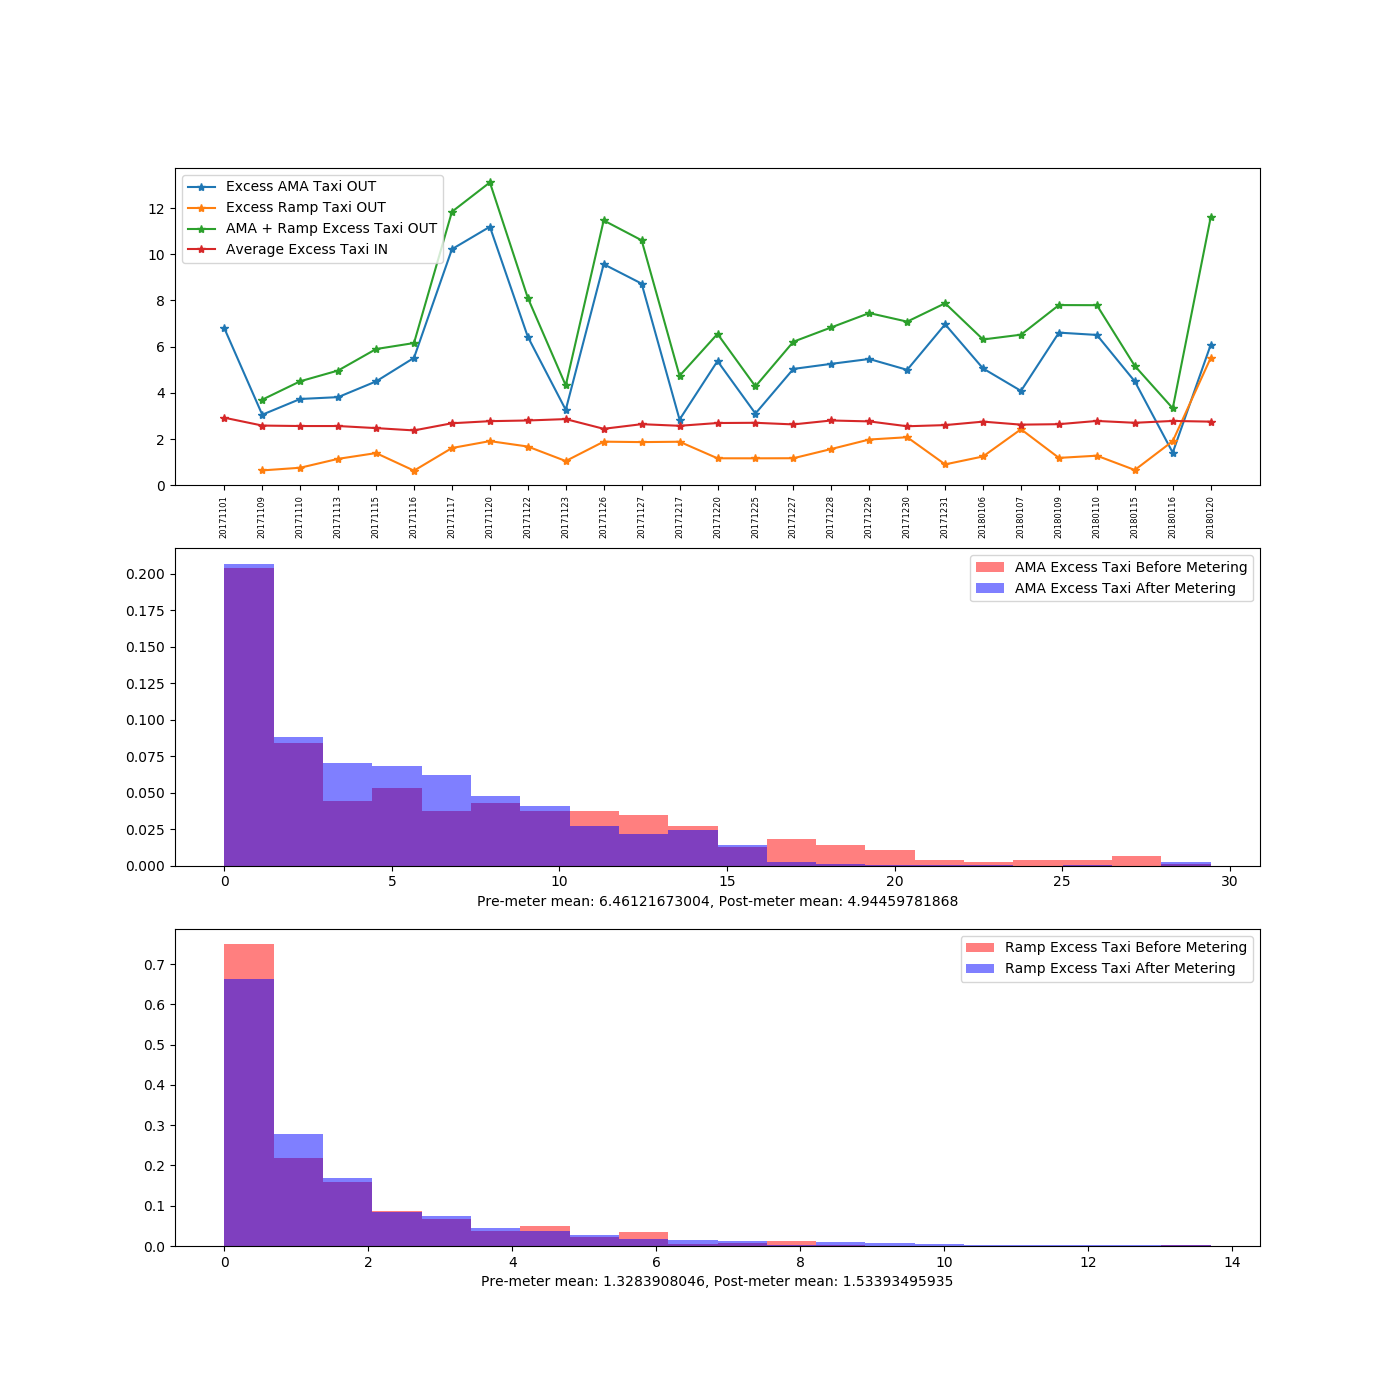 Excess AMA Taxi OUT
Excess Ramp Taxi OUT
AMA + Ramp Excess Taxi OUT
Average Excess Taxi IN
12
10
8
6
4
2
0
20171101 20171109 20171110 20171113 20171115 20171116 20171117 20171120 20171122 20171123 20171126 20171127 20171217 20171220 20171225 20171227 20171228 20171229 20171230 20171231 20180106 20180107 20180109 20180110 20180115 20180116 20180120
AMA Excess Taxi Before Metering
AMA Excess Taxi After Metering
0.200
0.175
0.150
0.125
0.100
0.075
0.050
0.025
0.000
0 5 10 15 20 25 30
Pre-meter mean: 6.46121673004, Post-meter mean: 4.94459781868
Ramp Excess Taxi Before Metering
Ramp Excess Taxi After Metering
0.7
0.6
0.5
0.4
0.3
0.2
0.1
0.0
0 2 4 6 8 10 12 14
Pre-meter mean: 1.3283908046, Post-meter mean: 1.53393495935